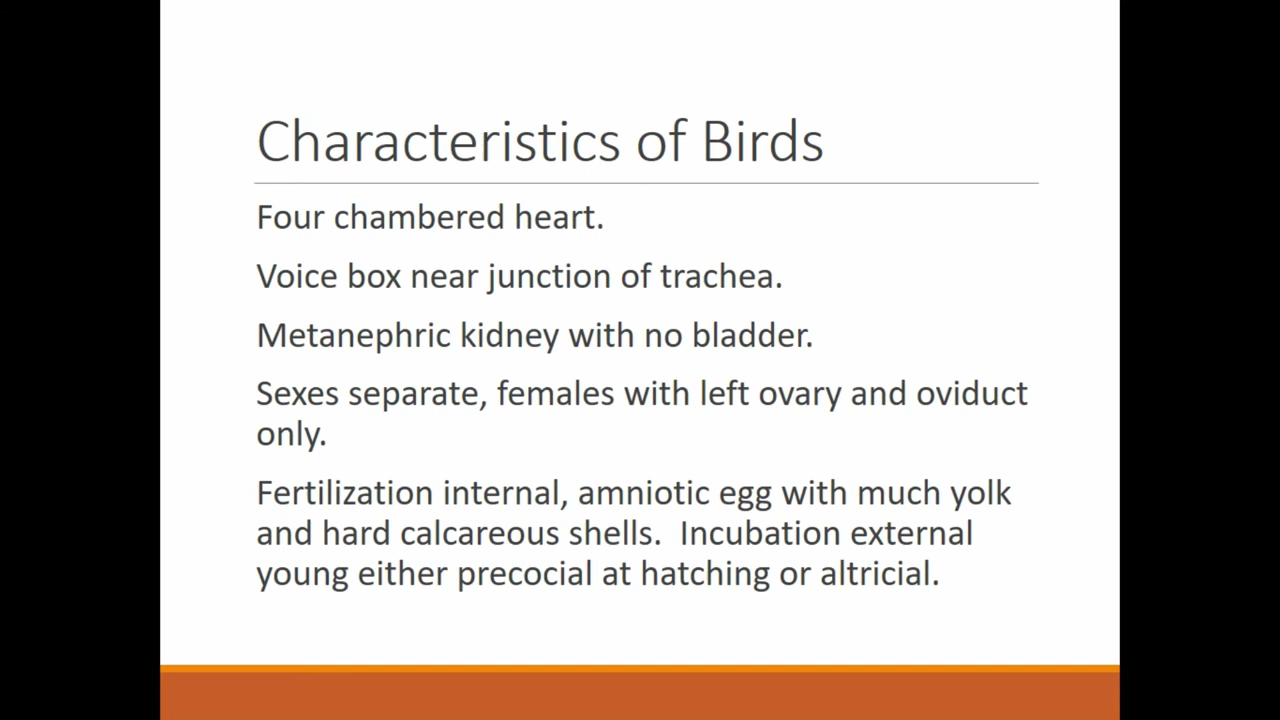 Characteristics of Birds
Four chambered heart.
Voice box near junction of trachea.
Metanephric kidney with no bladder.
Sexes separate, females with left ovary and oviduct
only.
Fertilization internal, amniotic egg with much yolk
and hard calcareous shells.  Incubation external
young either precocial at hatching or altricial.